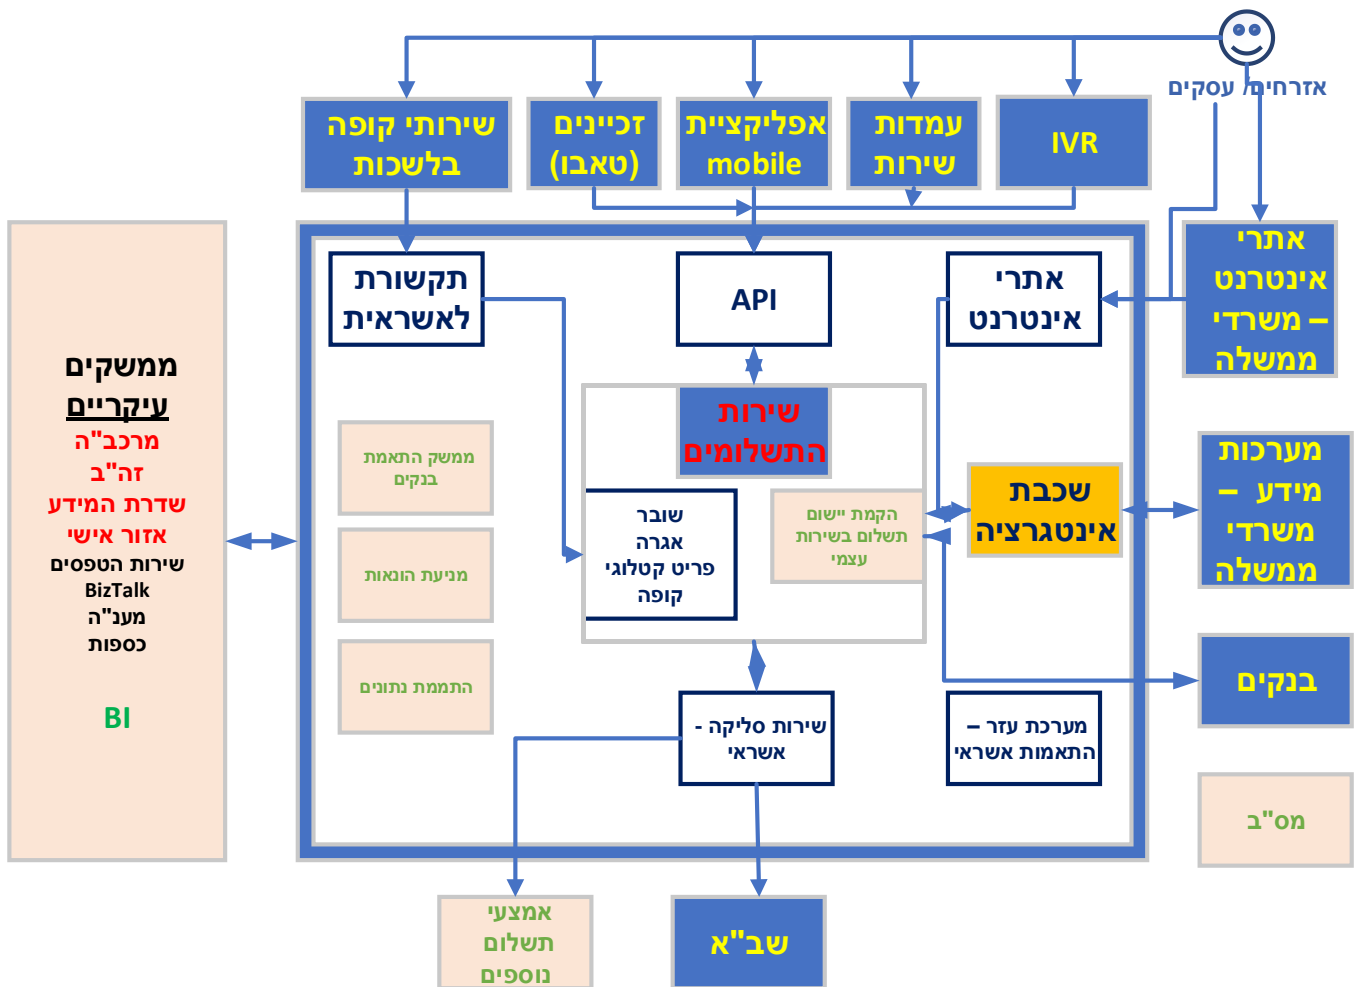 אזרחים/ עסקים
שירותי קופה
בלשכות
זכיינים
(טאבו)
אפליקציית
mobile
עמדות
שירות
IVR
אתרי
אינטרנט
– משרדי
ממשלה
תקשורת
לאשראית
API
אתרי
אינטרנט
ממשקים
עיקריים
מרכב"ה
זה"ב
שדרת המידע
אזור אישי
שירות הטפסים
BizTalk
מענ"ה
כספות
BI
שירות
התשלומים
ממשק התאמת
בנקים
מניעת הונאות
התממת נתונים
שובר
אגרה
פריט קטלוגי
קופה
הקמת יישום
תשלום בשירות
עצמי
שכבת
אינטגרציה
מערכות
מידע –
משרדי
ממשלה
בנקים
שירות סליקה -
אשראי
מערכת עזר –
התאמות אשראי
מס"ב
אמצעי
תשלום
נוספים
שב"א